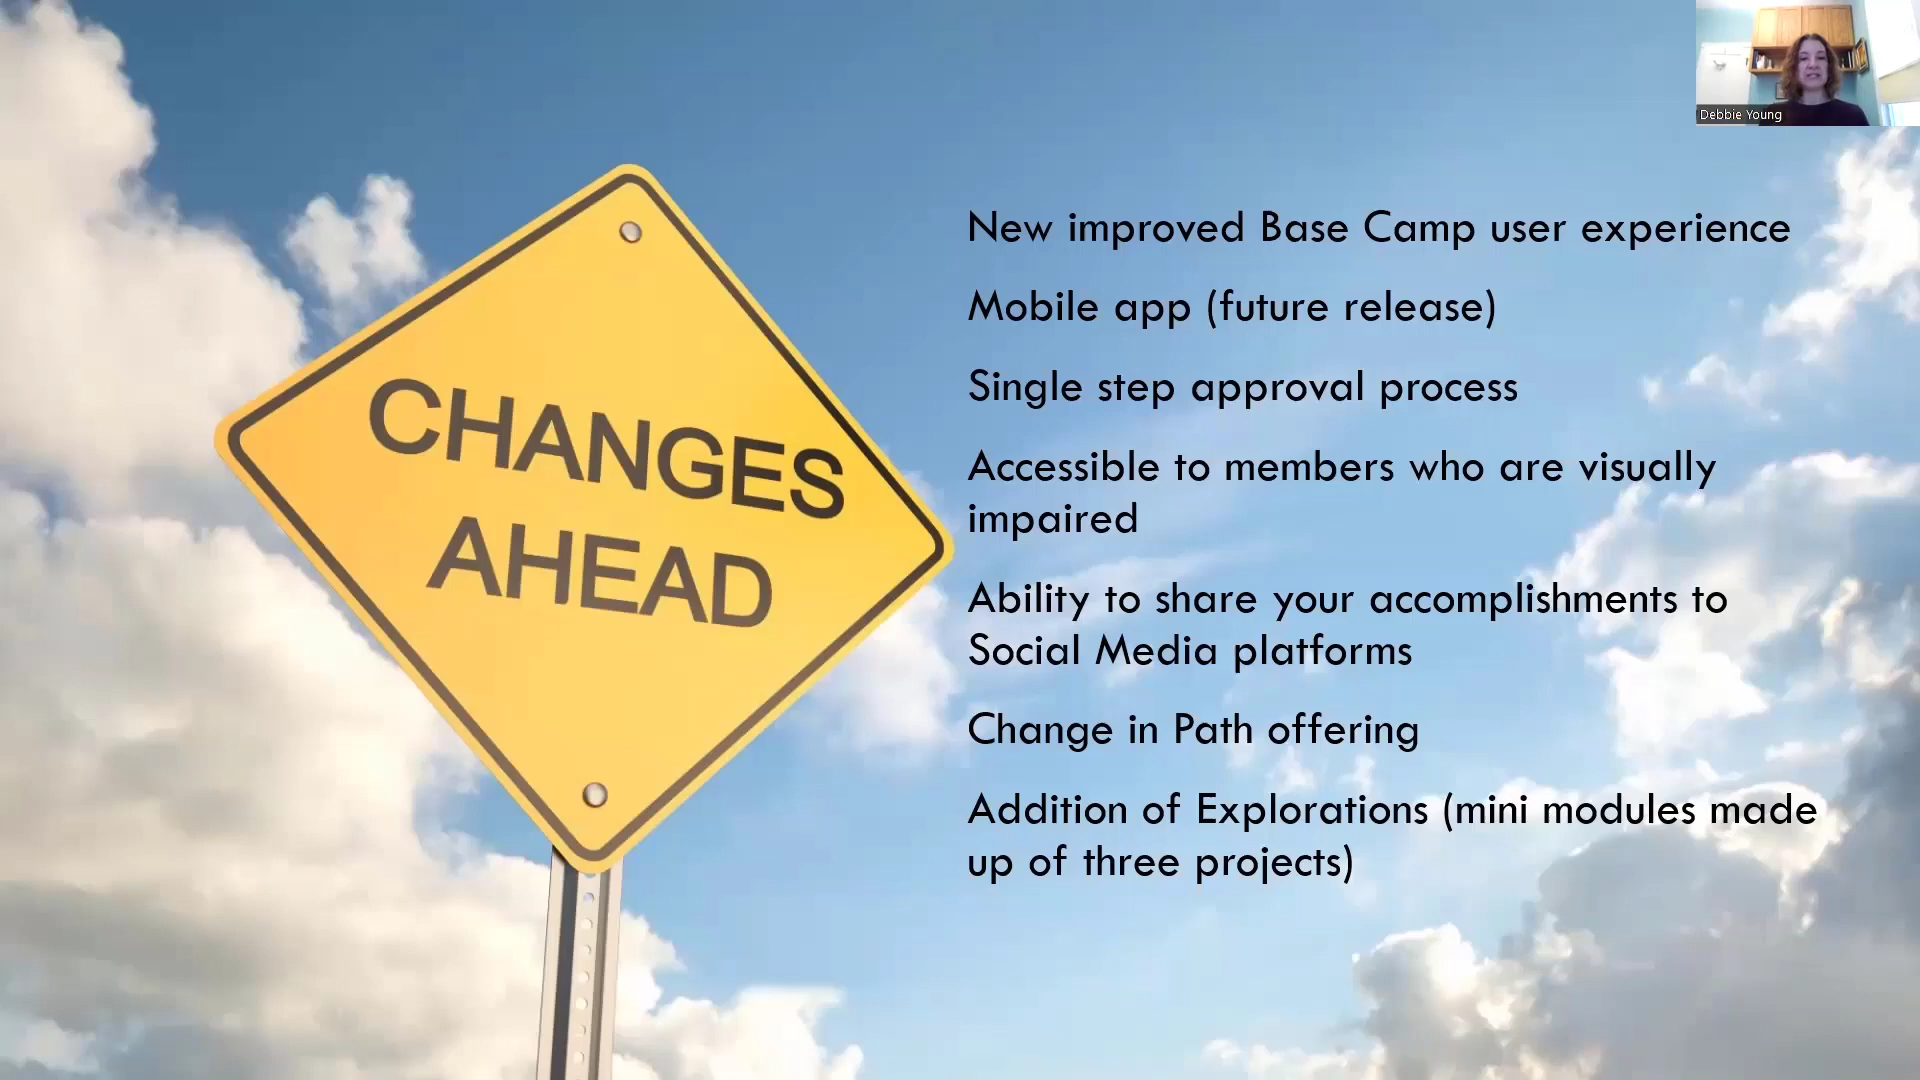 Debbie Young
CHANGES
AHEAD
New improved Base Camp user experience
Mobile app (future release)
Single step approval process
Accessible to members who are visually
impaired
Ability to share your accomplishments to
Social Media platforms
Change in Path offering
Addition of Explorations (mini modules made
up of three projects)